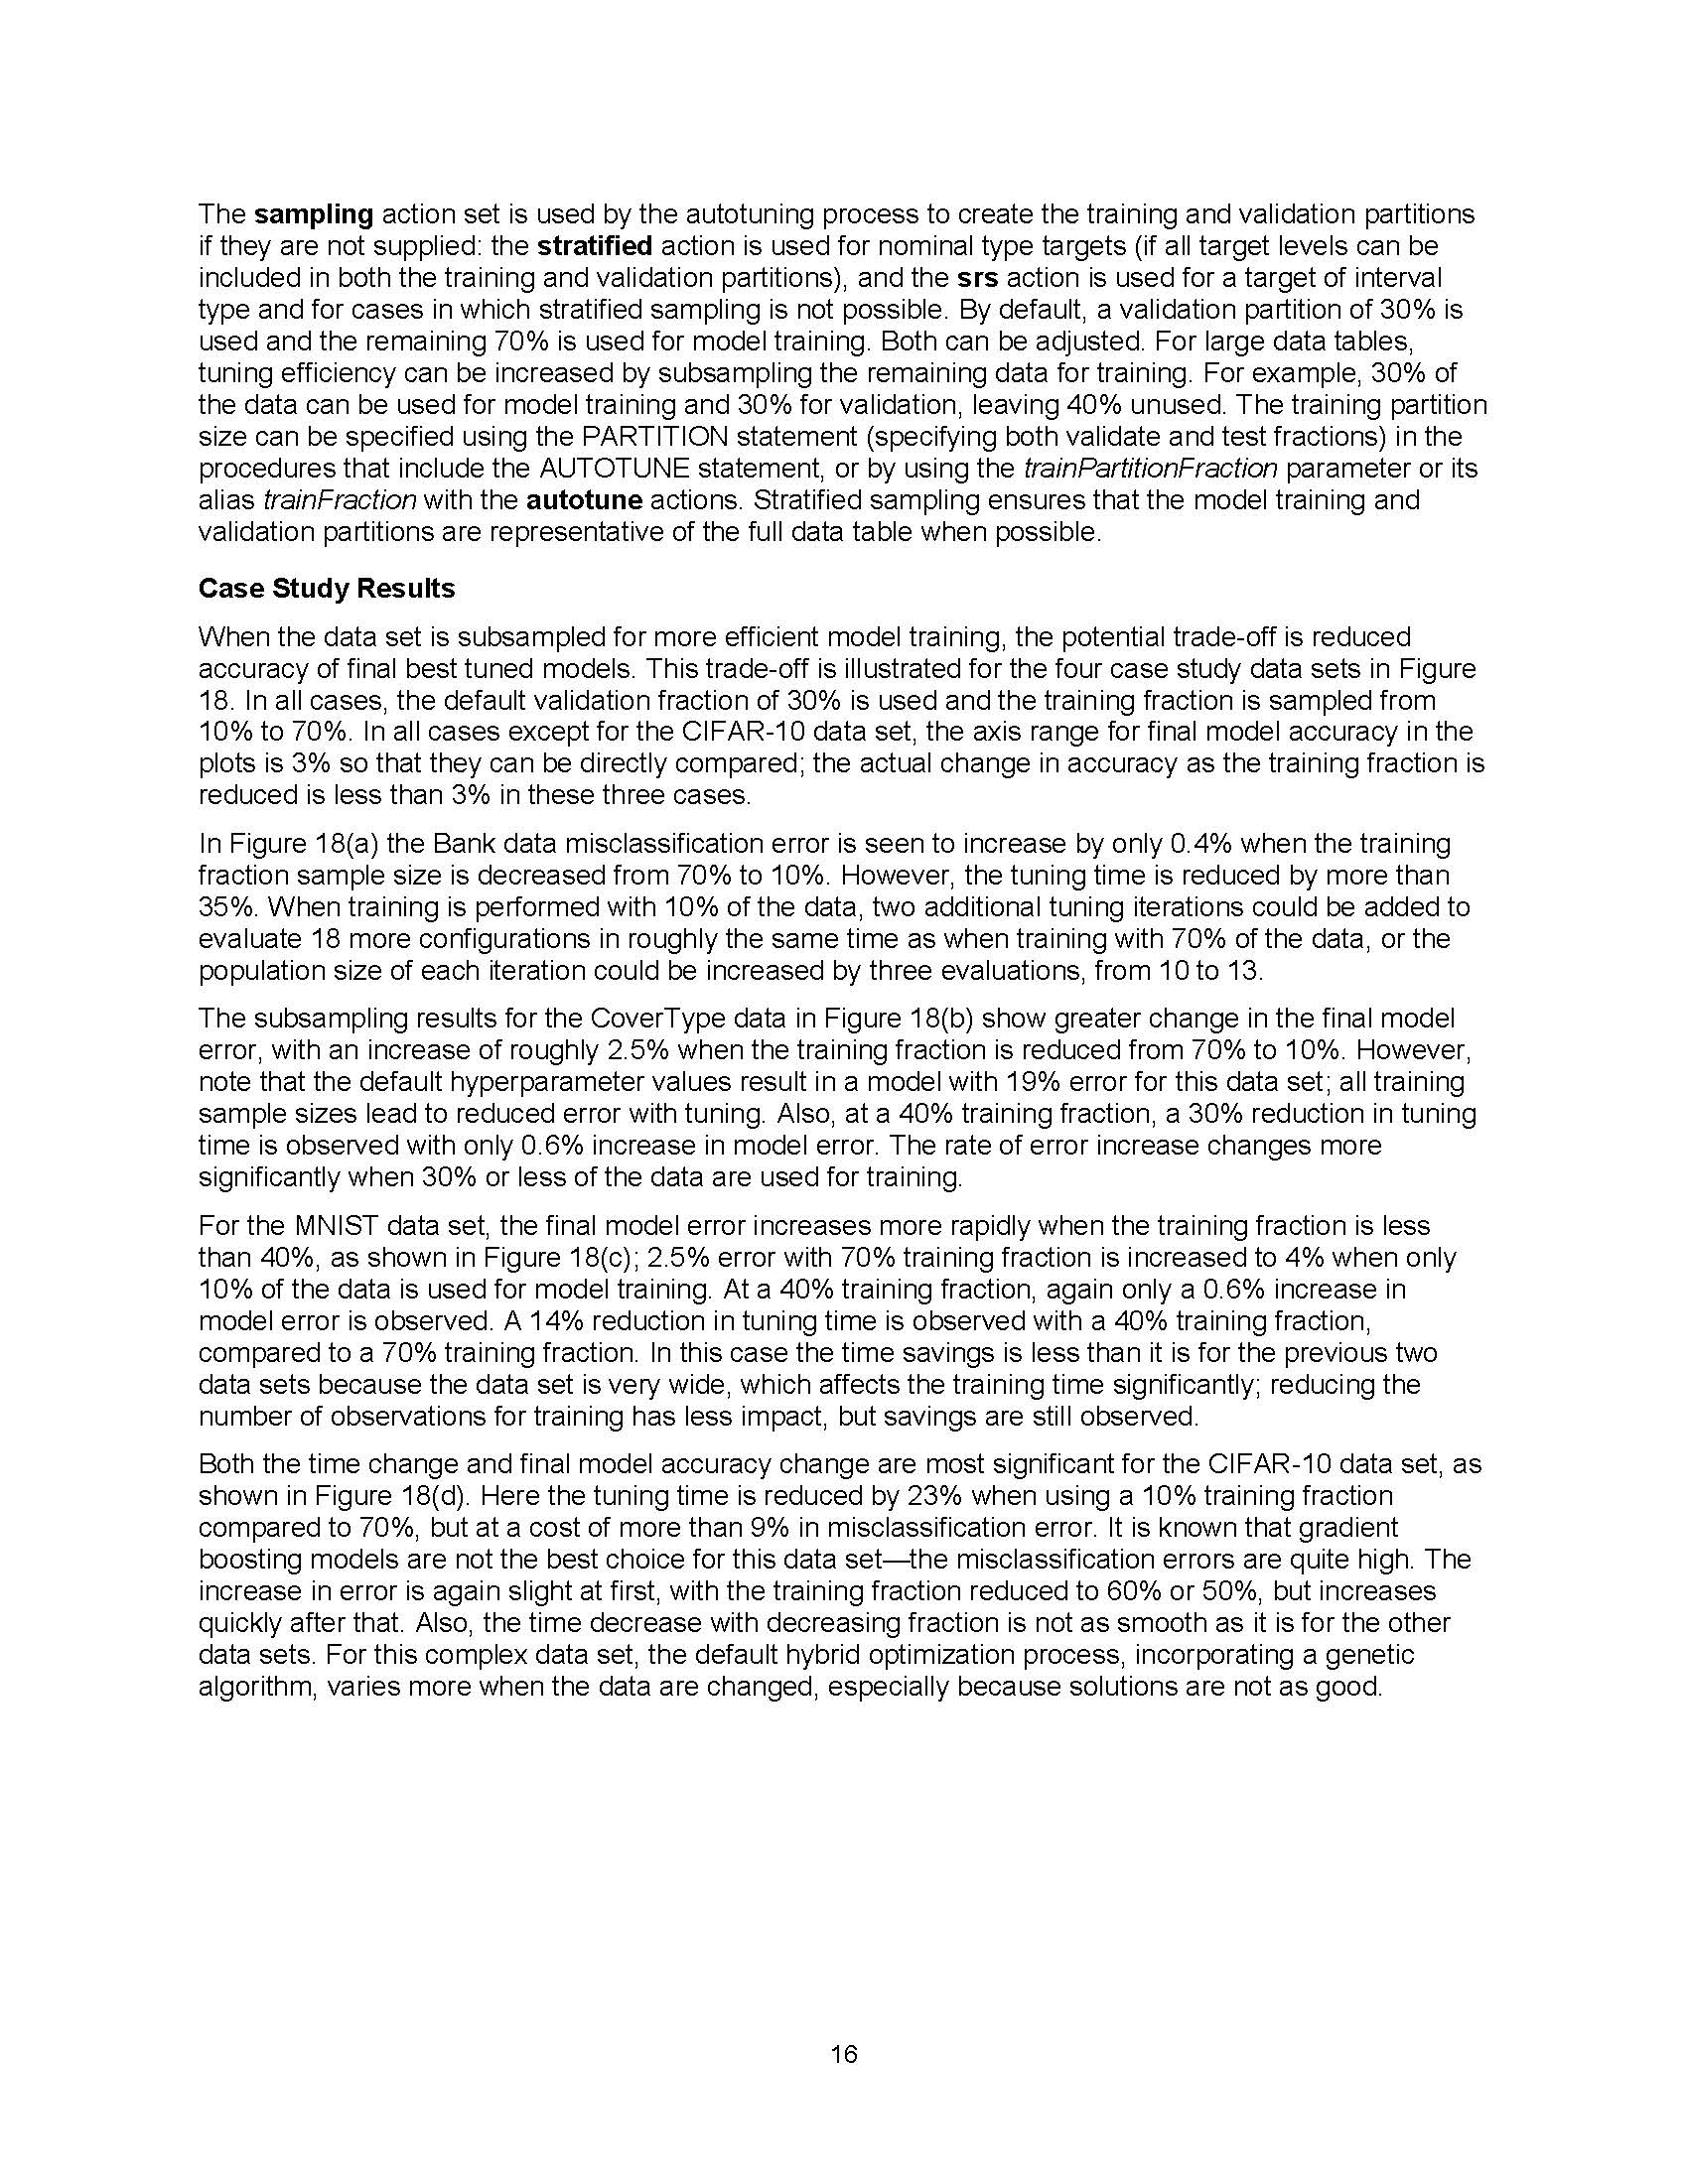 The sampling action set is used by the autotuning process to create the training and validation partitions
if they are not supplied: the stratified action is used for nominal type targets (if all target levels can be
included in both the training and validation partitions), and the srs action is used for a target of interval
type and for cases in which stratified sampling is not possible. By default, a validation partition of 30% is
used and the remaining 70% is used for model training. Both can be adjusted. For large data tables,
tuning efficiency can be increased by subsampling the remaining data for training. For example, 30% of
the data can be used for model training and 30% for validation, leaving 40% unused. The training partition
size can be specified using the PARTITION statement (specifying both validate and test fractions) in the
procedures that include the AUTOTUNE statement, or by using the trainPartitionFraction parameter or its
alias trainFraction with the autotune actions. Stratified sampling ensures that the model training and
validation partitions are representative of the full data table when possible.
Case Study Results
When the data set is subsampled for more efficient model training, the potential trade-off is reduced
accuracy of final best tuned models. This trade-off is illustrated for the four case study data sets in Figure
18. In all cases, the default validation fraction of 30% is used and the training fraction is sampled from
10% to 70%. In all cases except for the CIFAR-10 data set, the axis range for final model accuracy in the
plots is 3% so that they can be directly compared; the actual change in accuracy as the training fraction is
reduced is less than 3% in these three cases.
In Figure 18(a) the Bank data misclassification error is seen to increase by only 0.4% when the training
fraction sample size is decreased from 70% to 10%. However, the tuning time is reduced by more than
35%. When training is performed with 10% of the data, two additional tuning iterations could be added to
evaluate 18 more configurations in roughly the same time as when training with 70% of the data, or the
population size of each iteration could be increased by three evaluations, from 10 to 13.
The subsampling results for the CoverType data in Figure 18(b) show greater change in the final model
error, with an increase of roughly 2.5% when the training fraction is reduced from 70% to 10%. However,
note that the default hyperparameter values result in a model with 19% error for this data set; all training
sample sizes lead to reduced error with tuning. Also, at a 40% training fraction, a 30% reduction in tuning
time is observed with only 0.6% increase in model error. The rate of error increase changes more
significantly when 30% or less of the data are used for training.
For the MNIST data set, the final model error increases more rapidly when the training fraction is less
than 40%, as shown in Figure 18(c); 2.5% error with 70% training fraction is increased to 4% when only
10% of the data is used for model training. At a 40% training fraction, again only a 0.6% increase in
model error is observed. A 14% reduction in tuning time is observed with a 40% training fraction,
compared to a 70% training fraction. In this case the time savings is less than it is for the previous two
data sets because the data set is very wide, which affects the training time significantly; reducing the
number of observations for training has less impact, but savings are still observed.
Both the time change and final model accuracy change are most significant for the CIFAR-10 data set, as
shown in Figure 18(d). Here the tuning time is reduced by 23% when using a 10% training fraction
compared to 70%, but at a cost of more than 9% in misclassification error. It is known that gradient
boosting models are not the best choice for this data set—the misclassification errors are quite high. The
increase in error is again slight at first, with the training fraction reduced to 60% or 50%, but increases
quickly after that. Also, the time decrease with decreasing fraction is not as smooth as it is for the other
data sets. For this complex data set, the default hybrid optimization process, incorporating a genetic
algorithm, varies more when the data are changed, especially because solutions are not as good.
16